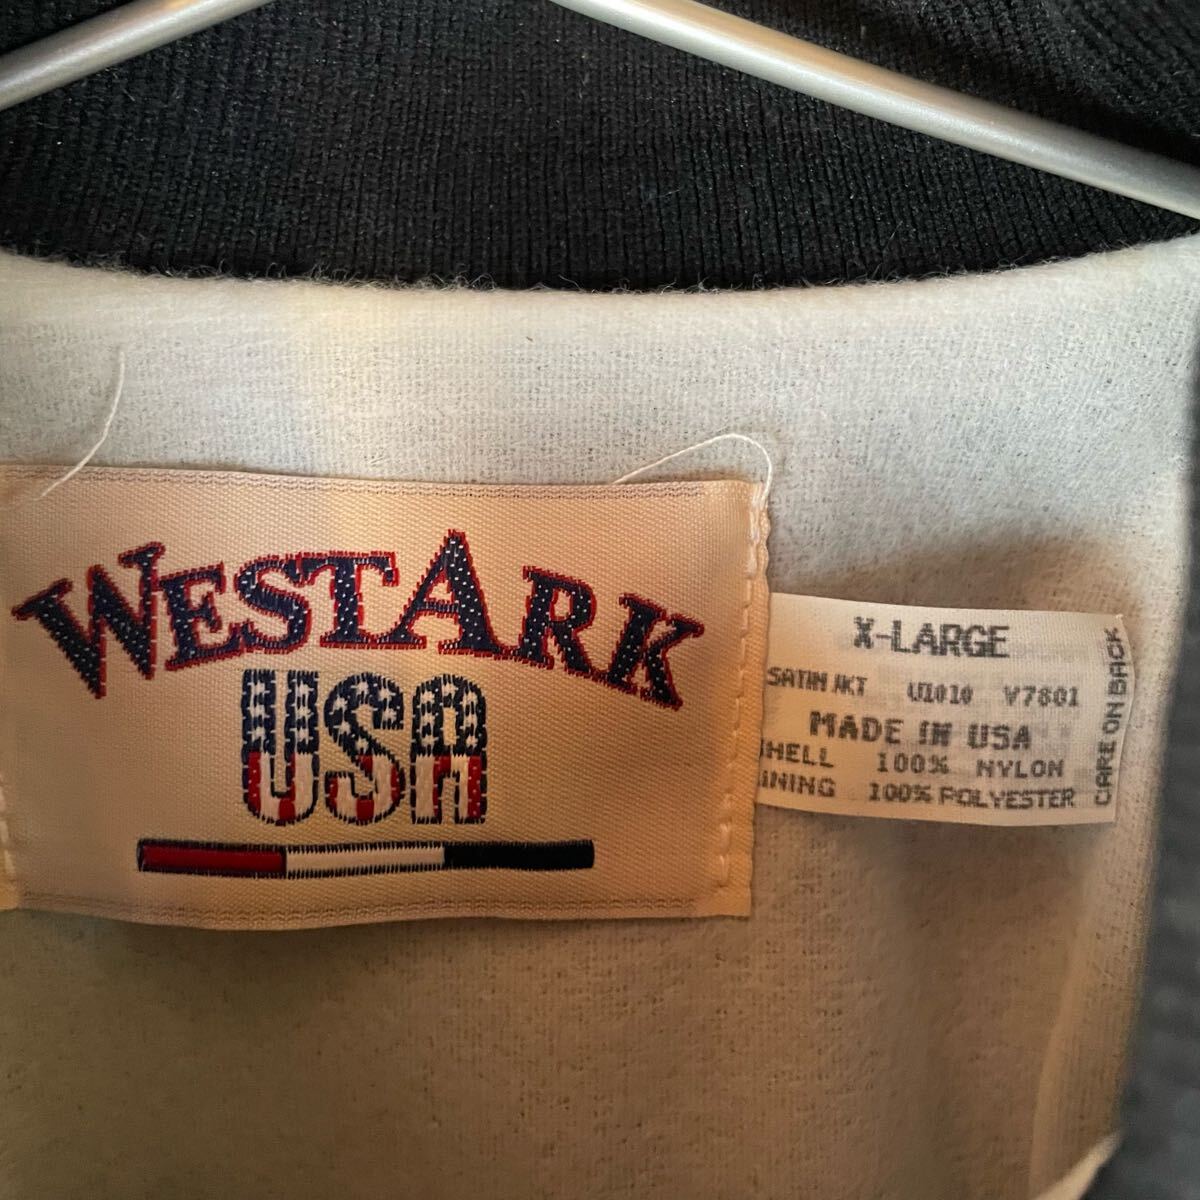 WESTARK
USA
X-LARGE
SATIN JKT U1010 V7801
MADE IN USA
HELL 100% NYLON
INING 100% POLYESTER
CARE ON BACK